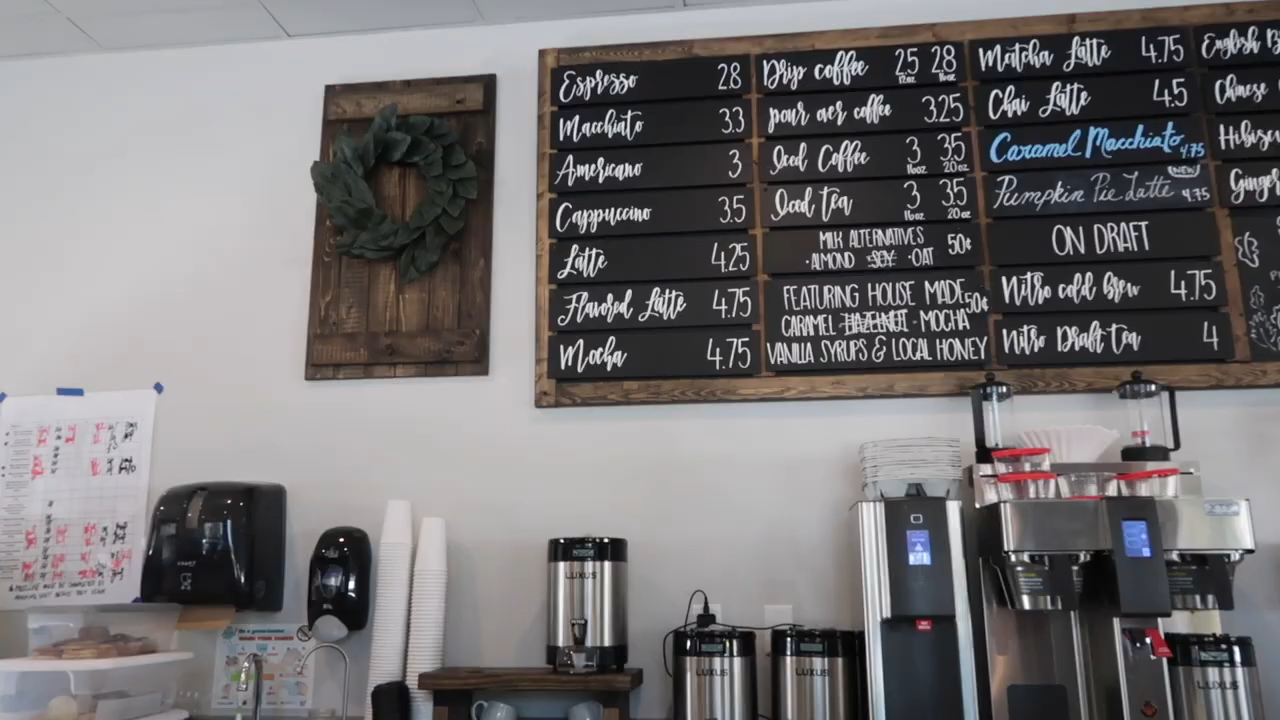 Espresso 2.8
Macchiato 3.3
Americano 3
Cappuccino 3.5
Latte 4.25
Flavored Latte 4.75
Mocha 4.75
Drip coffee 2.5 28
12oz 16oz
pour over coffee 3.25
Iced Coffee 3 3.5
16oz 20oz
Iced tea 3 3.5
16oz 20oz
MILK ALTERNATIVES 50¢
·ALMOND SOY ·OAT
FEATURING HOUSE MADE 50¢
CARAMEL · HAZELNUT · MOCHA
VANILLA SYRUPS & LOCAL HONEY
Matcha Latte 4.75
Chai Latte 4.5
Caramel Macchiato 4.75
NEW
Pumpkin Pie Latte 4.75
ON DRAFT
Nitro cold brew 4.75
Nitro Draft tea 4
English B
Chinese
Hibiscu
Ginger
LUXUS
LUXUS
LUXUS
LUXUS